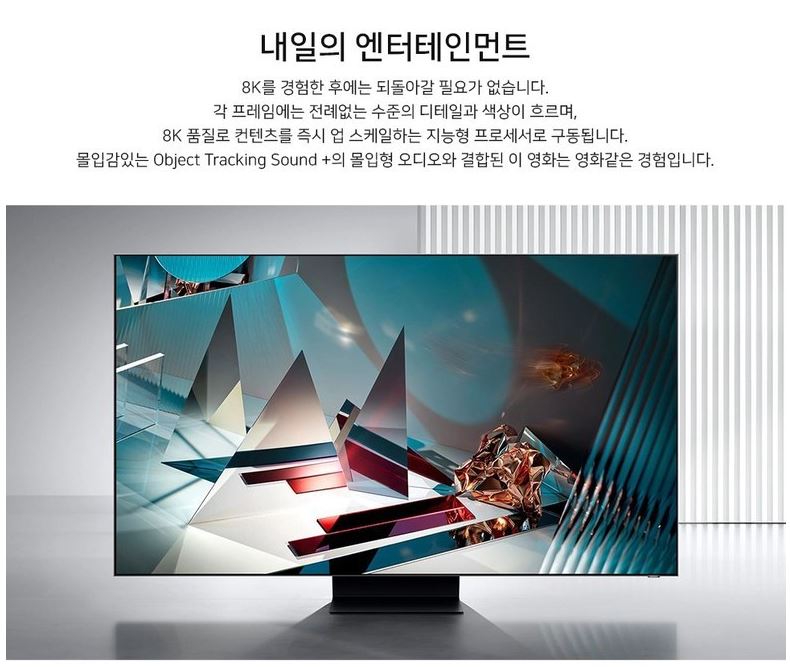 내일의 엔터테인먼트
8K를 경험한 후에는 되돌아갈 필요가 없습니다.
각 프레임에는 전례없는 수준의 디테일과 색상이 흐르며,
8K 품질로 컨텐츠를 즉시 업 스케일하는 지능형 프로세서로 구동됩니다.
몰입감있는 Object Tracking Sound +의 몰입형 오디오와 결합된 이 영화는 영화같은 경험입니다.